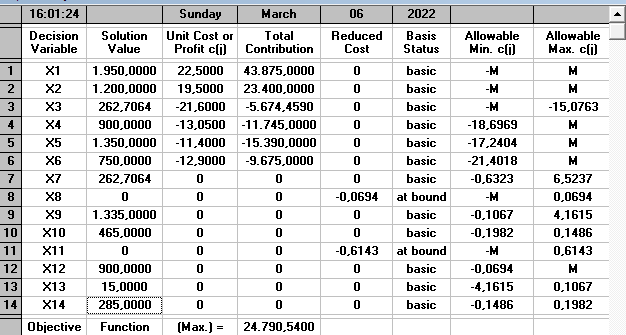 16:01:24 Sunday March 06 2022
Decision Solution Unit Cost or Total Reduced Basis Allowable Allowable
Variable Value Profit c(j) Contribution Cost Status Min. c(j) Max. c(j)
1 X1 1.950,0000 22,5000 43.875,0000 0 basic -M M
2 X2 1.200,0000 19,5000 23.400,0000 0 basic -M M
3 X3 262,7064 -21,6000 -5.674,4590 0 basic -M -15,0763
4 X4 900,0000 -13,0500 -11.745,0000 0 basic -18,6969 M
5 X5 1.350,0000 -11,4000 -15.390,0000 0 basic -17,2404 M
6 X6 750,0000 -12,9000 -9.675,0000 0 basic -21,4018 M
7 X7 262,7064 0 0 0 basic -0,6323 6,5237
8 X8 0 0 0 -0,0694 at bound -M 0,0694
9 X9 1.335,0000 0 0 0 basic -0,1067 4,1615
10 X10 465,0000 0 0 0 basic -0,1982 0,1486
11 X11 0 0 0 -0,6143 at bound -M 0,6143
12 X12 900,0000 0 0 0 basic -0,0694 M
13 X13 15,0000 0 0 0 basic -4,1615 0,1067
14 X14 285,0000 0 0 0 basic -0,1486 0,1982
Objective Function (Max.) = 24.790,5400